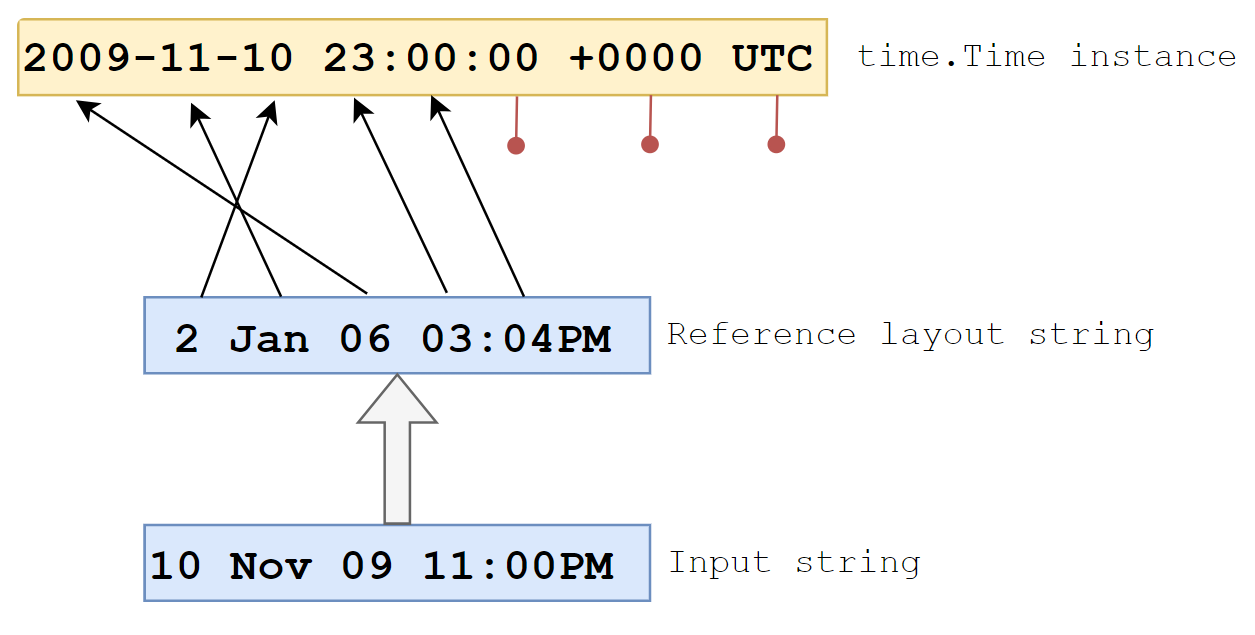 2009-11-10 23:00:00 +0000 UTC time.Time instance
2 Jan 06 03:04PM Reference layout string
10 Nov 09 11:00PM Input string